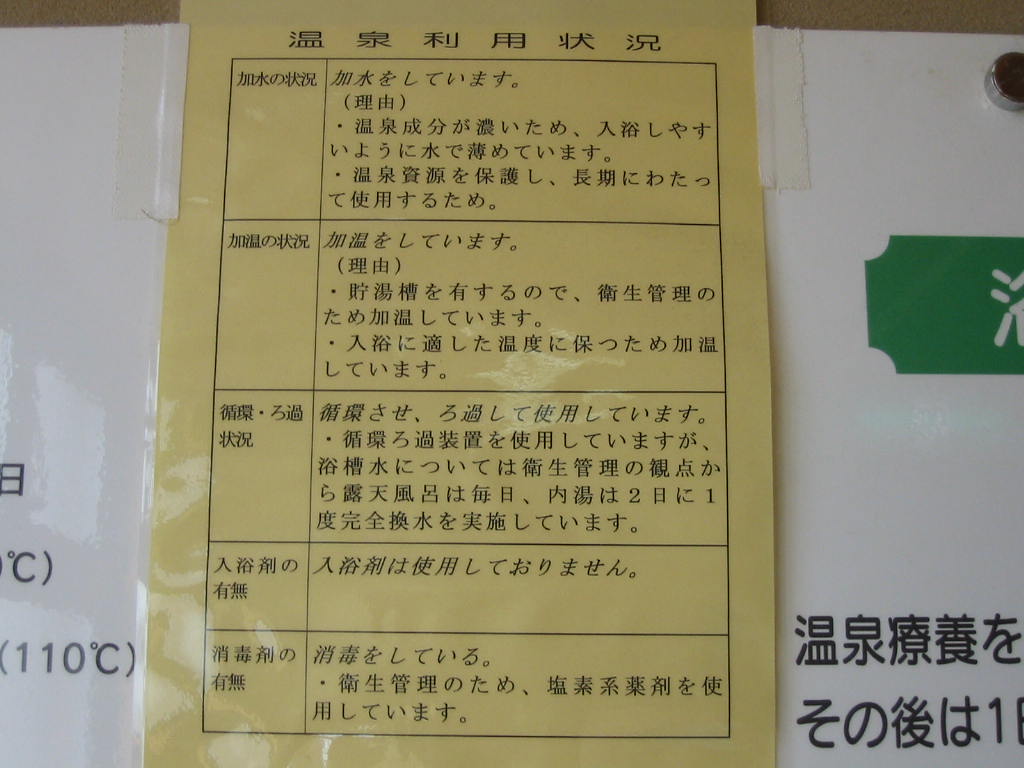 温泉利用状況
加水の状況
加水をしています。
（理由）
・温泉成分が濃いため、入浴しやす
いように水で薄めています。
・温泉資源を保護し、長期にわたっ
て使用するため。
加温の状況
加温をしています。
（理由）
・貯湯槽を有するので、衛生管理の
ため加温しています。
・入浴に適した温度に保つため加温
しています。
循環・ろ過
状況
循環させ、ろ過して使用しています。
・循環ろ過装置を使用していますが、
浴槽水については衛生管理の観点か
ら露天風呂は毎日、内湯は２日に１
度完全換水を実施しています。
入浴剤の
有無
入浴剤は使用しておりません。
消毒剤の
有無
消毒をしている。
・衛生管理のため、塩素系薬剤を使
用しています。
日
℃)
(110℃)
温泉療養を
その後は1日